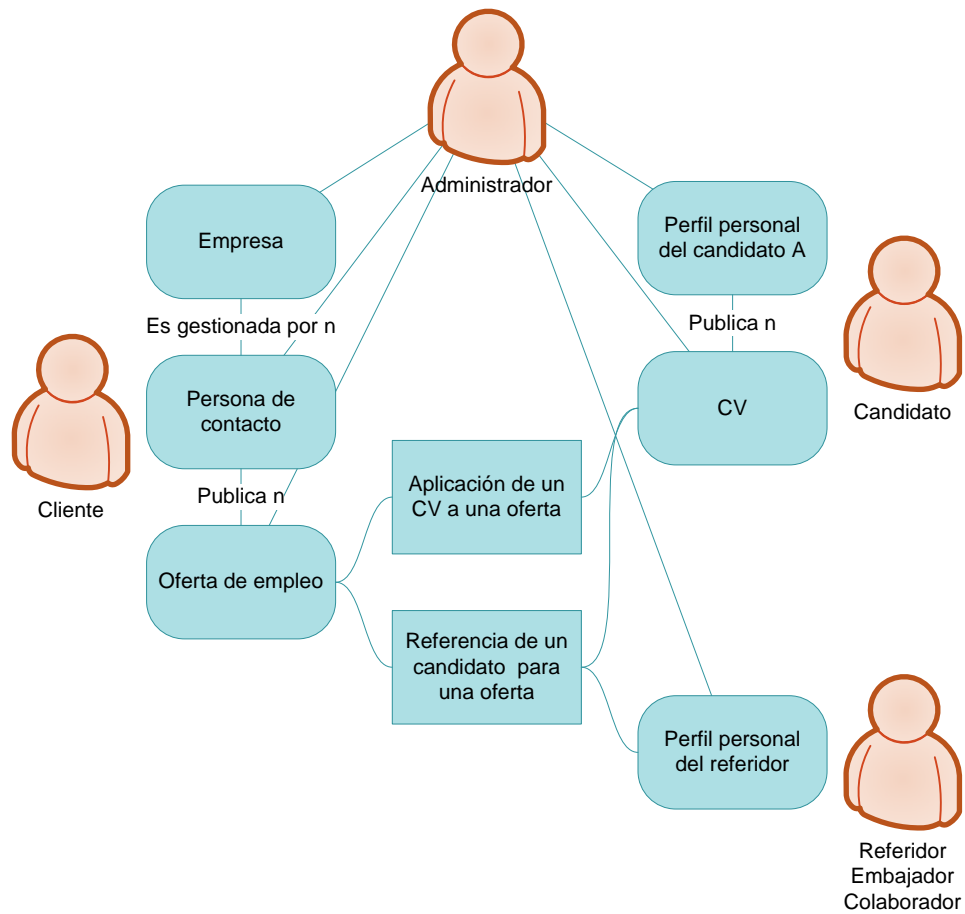 Administrador
Empresa
Perfil personal
del candidato A
Es gestionada por n
Publica n
Persona de
contacto
CV
Cliente
Candidato
Publica n
Aplicación de un
CV a una oferta
Oferta de empleo
Referencia de un
candidato para
una oferta
Perfil personal
del referidor
Referidor
Embajador
Colaborador